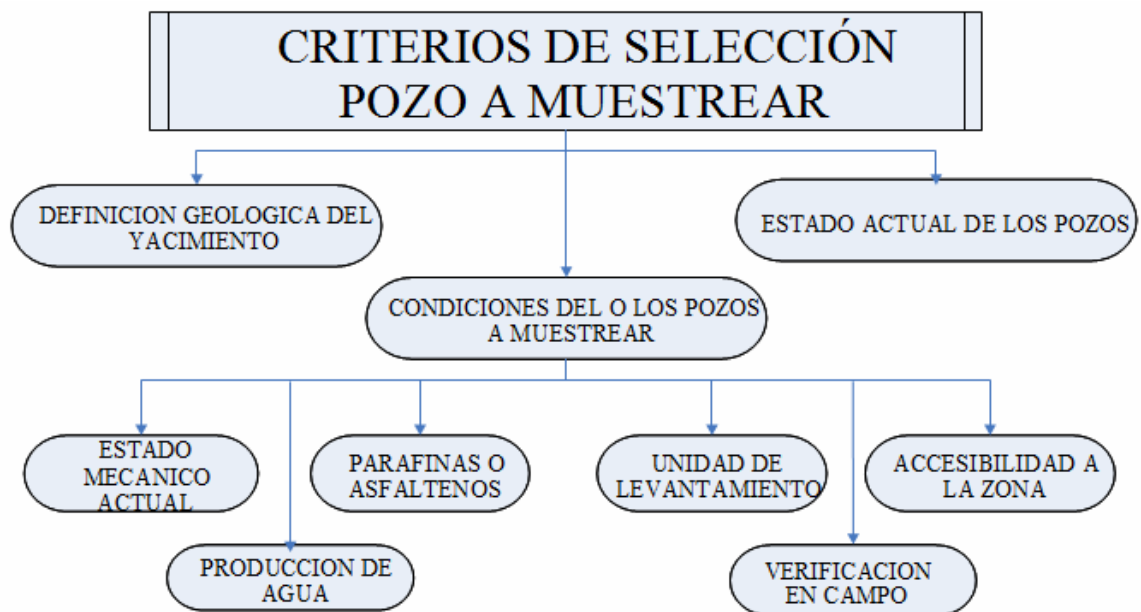 CRITERIOS DE SELECCIÓN
POZO A MUESTREAR
DEFINICION GEOLOGICA DEL
YACIMIENTO
ESTADO ACTUAL DE LOS POZOS
CONDICIONES DEL O LOS POZOS
A MUESTREAR
ESTADO
MECANICO
ACTUAL
PARAFINAS O
ASFALTENOS
UNIDAD DE
LEVANTAMIENTO
ACCESIBILIDAD A
LA ZONA
PRODUCCION DE
AGUA
VERIFICACION
EN CAMPO